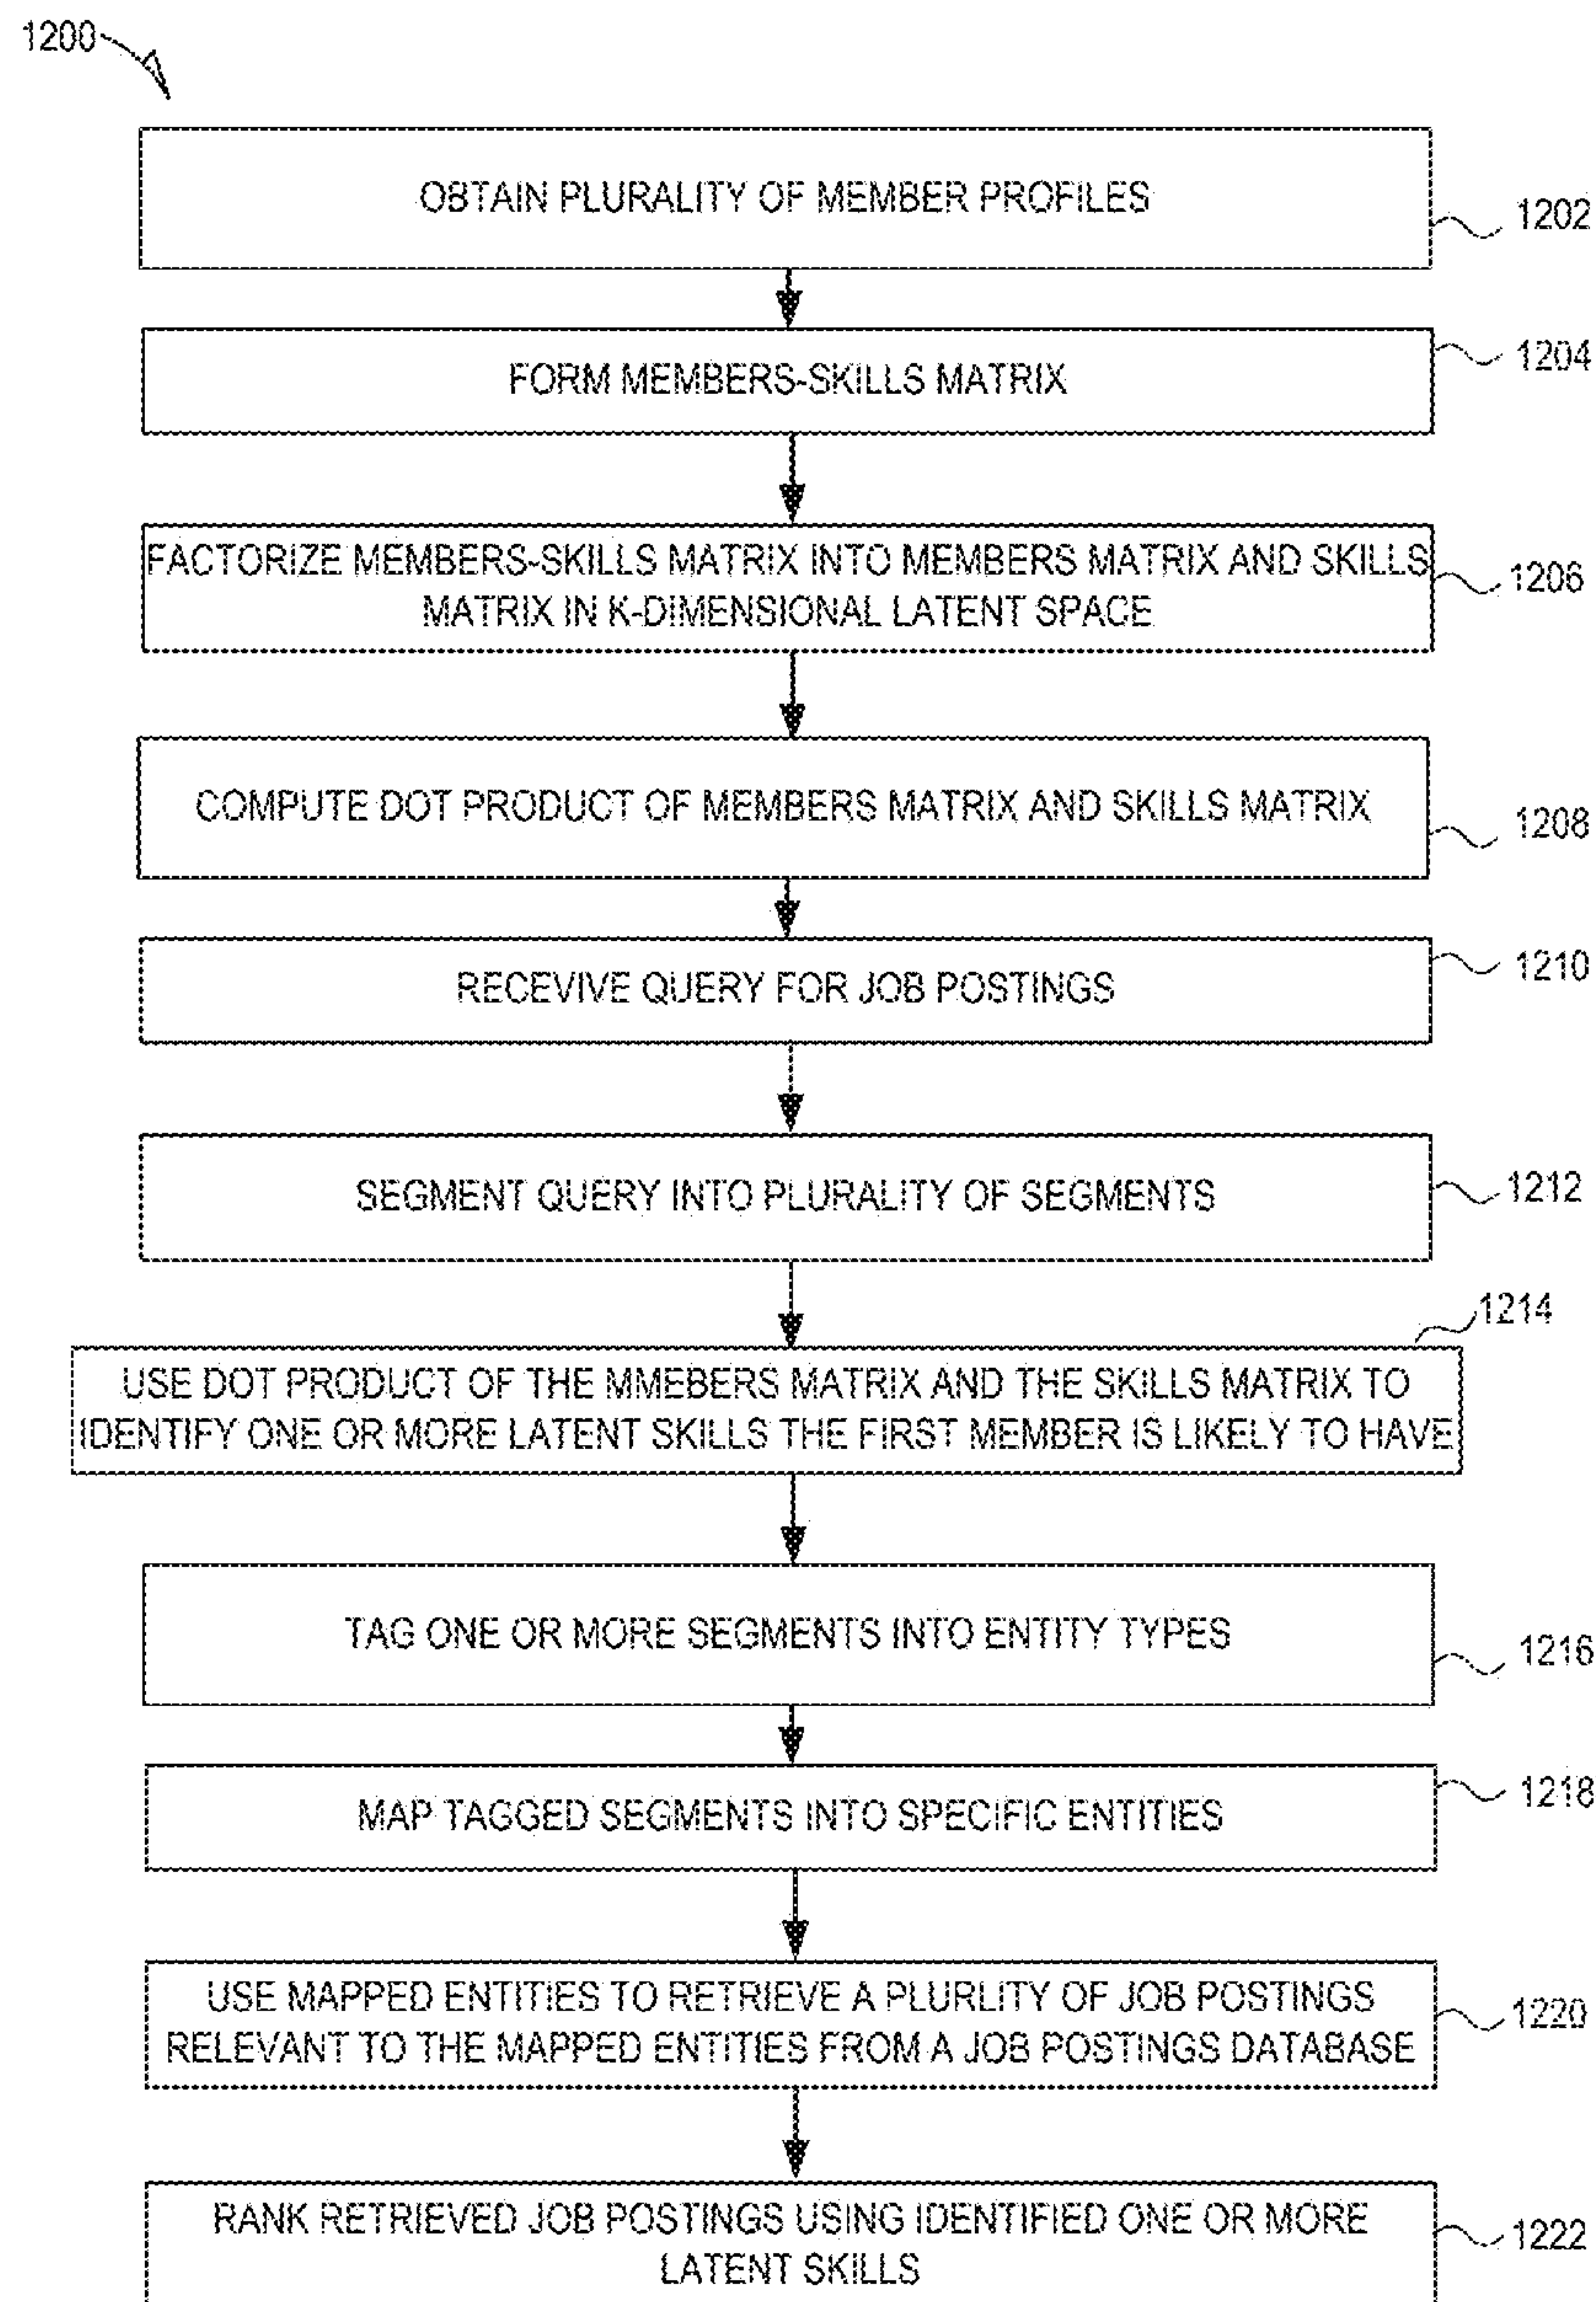 1200
OBTAIN PLURALITY OF MEMBER PROFILES
1202
FORM MEMBERS-SKILLS MATRIX
1204
FACTORIZE MEMBERS-SKILLS MATRIX INTO MEMBERS MATRIX AND SKILLS
MATRIX IN K-DIMENSIONAL LATENT SPACE
1206
COMPUTE DOT PRODUCT OF MEMBERS MATRIX AND SKILLS MATRIX
1208
RECEVIVE QUERY FOR JOB POSTINGS
1210
SEGMENT QUERY INTO PLURALITY OF SEGMENTS
1212
1214
USE DOT PRODUCT OF THE MMEBERS MATRIX AND THE SKILLS MATRIX TO
IDENTIFY ONE OR MORE LATENT SKILLS THE FIRST MEMBER IS LIKELY TO HAVE
TAG ONE OR MORE SEGMENTS INTO ENTITY TYPES
1216
MAP TAGGED SEGMENTS INTO SPECIFIC ENTITIES
1218
USE MAPPED ENTITIES TO RETRIEVE A PLURLITY OF JOB POSTINGS
RELEVANT TO THE MAPPED ENTITIES FROM A JOB POSTINGS DATABASE
1220
RANK RETRIEVED JOB POSTINGS USING IDENTIFIED ONE OR MORE
LATENT SKILLS
1222